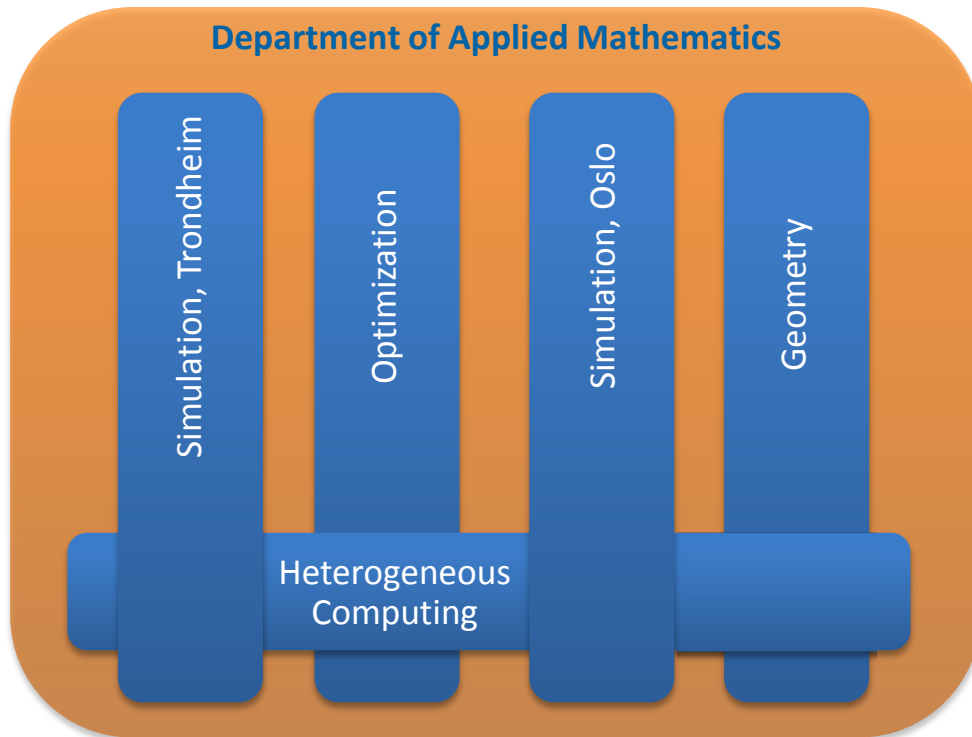 Department of Applied Mathematics
Simulation, Trondheim
Optimization
Simulation, Oslo
Geometry
Heterogeneous
Computing